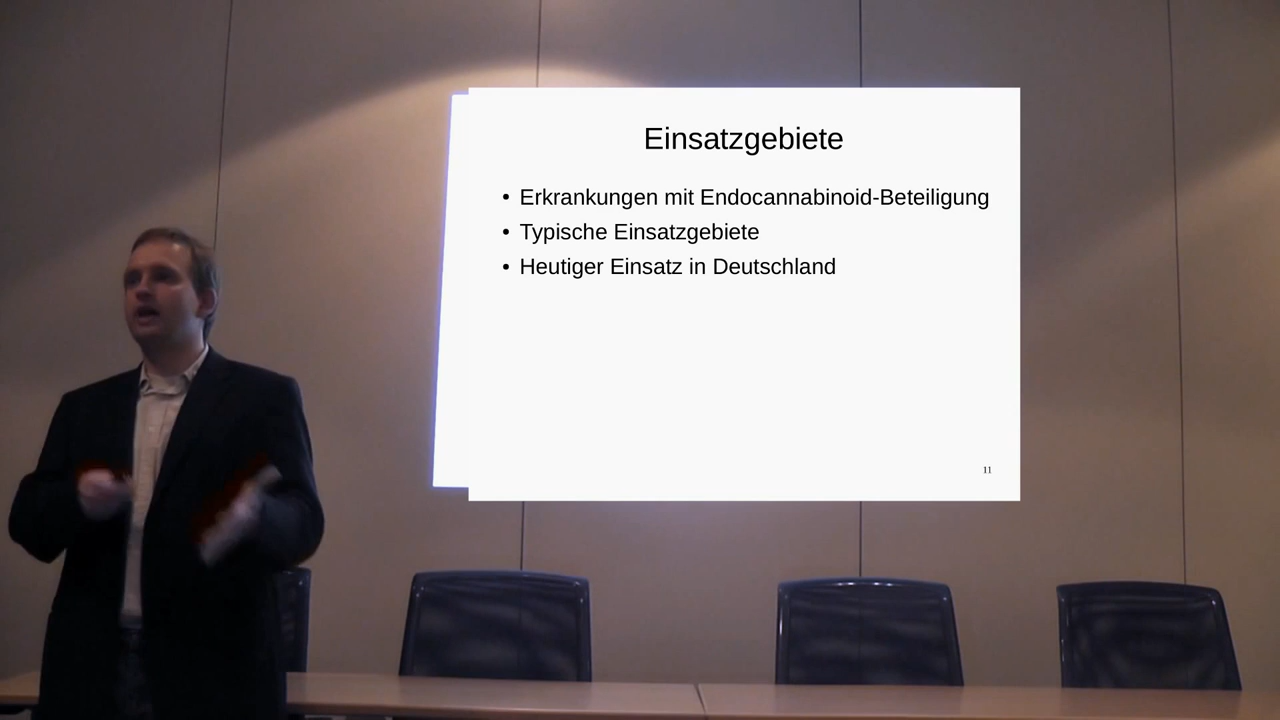 Einsatzgebiete
• Erkrankungen mit Endocannabinoid-Beteiligung
• Typische Einsatzgebiete
• Heutiger Einsatz in Deutschland
11